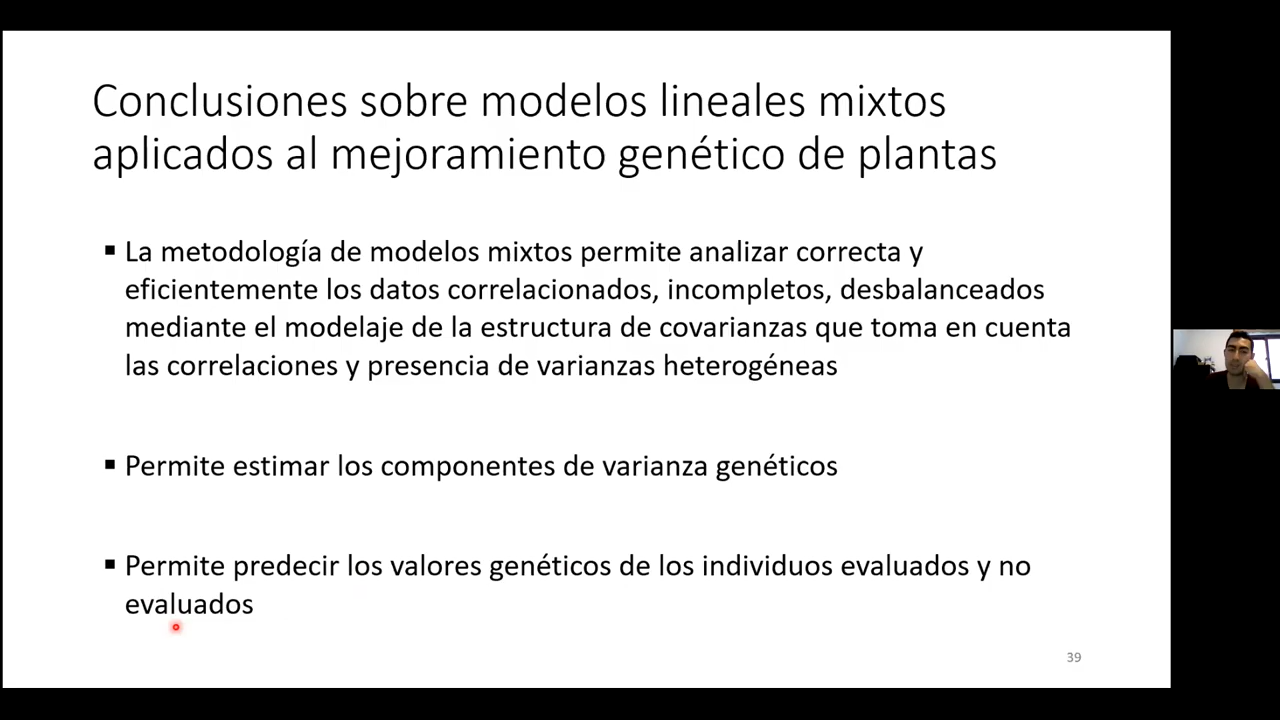 Conclusiones sobre modelos lineales mixtos
aplicados al mejoramiento genético de plantas
▪ La metodología de modelos mixtos permite analizar correcta y
eficientemente los datos correlacionados, incompletos, desbalanceados
mediante el modelaje de la estructura de covarianzas que toma en cuenta
las correlaciones y presencia de varianzas heterogéneas
▪ Permite estimar los componentes de varianza genéticos
▪ Permite predecir los valores genéticos de los individuos evaluados y no
evaluados
39